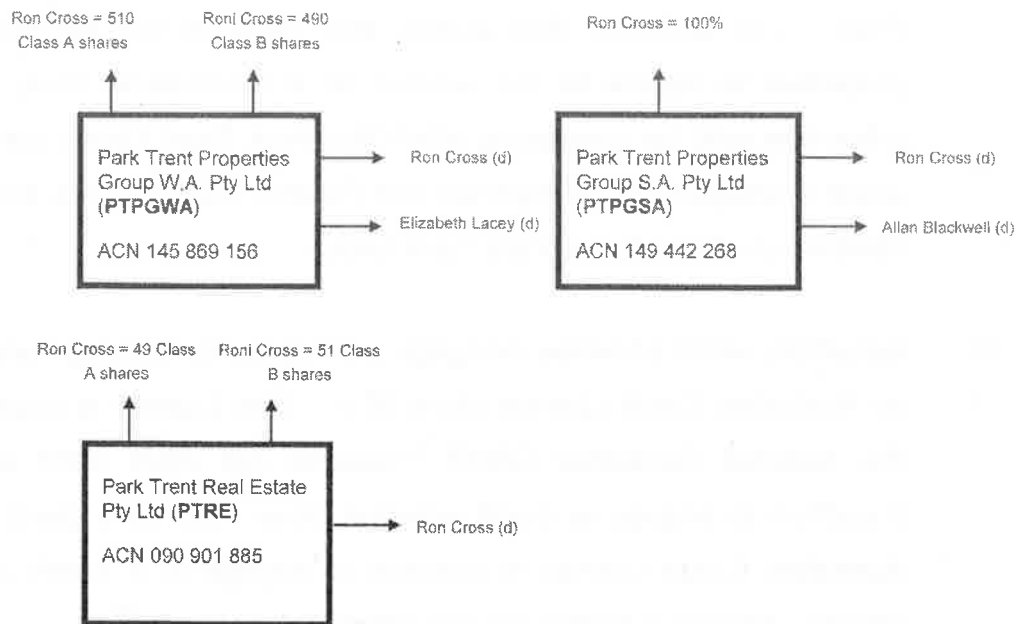 Ron Cross = 510
Class A shares
Roni Cross = 490
Class B shares
Ron Cross = 100%
Park Trent Properties
Group W.A. Pty Ltd
(PTPGWA)
ACN 145 869 156
Ron Cross (d)
Elizabeth Lacey (d)
Park Trent Properties
Group S.A. Pty Ltd
(PTPGSA)
ACN 149 442 268
Ron Cross (d)
Allan Blackwell (d)
Ron Cross = 49 Class
A shares
Roni Cross = 51 Class
B shares
Park Trent Real Estate
Pty Ltd (PTRE)
ACN 090 901 885
Ron Cross (d)